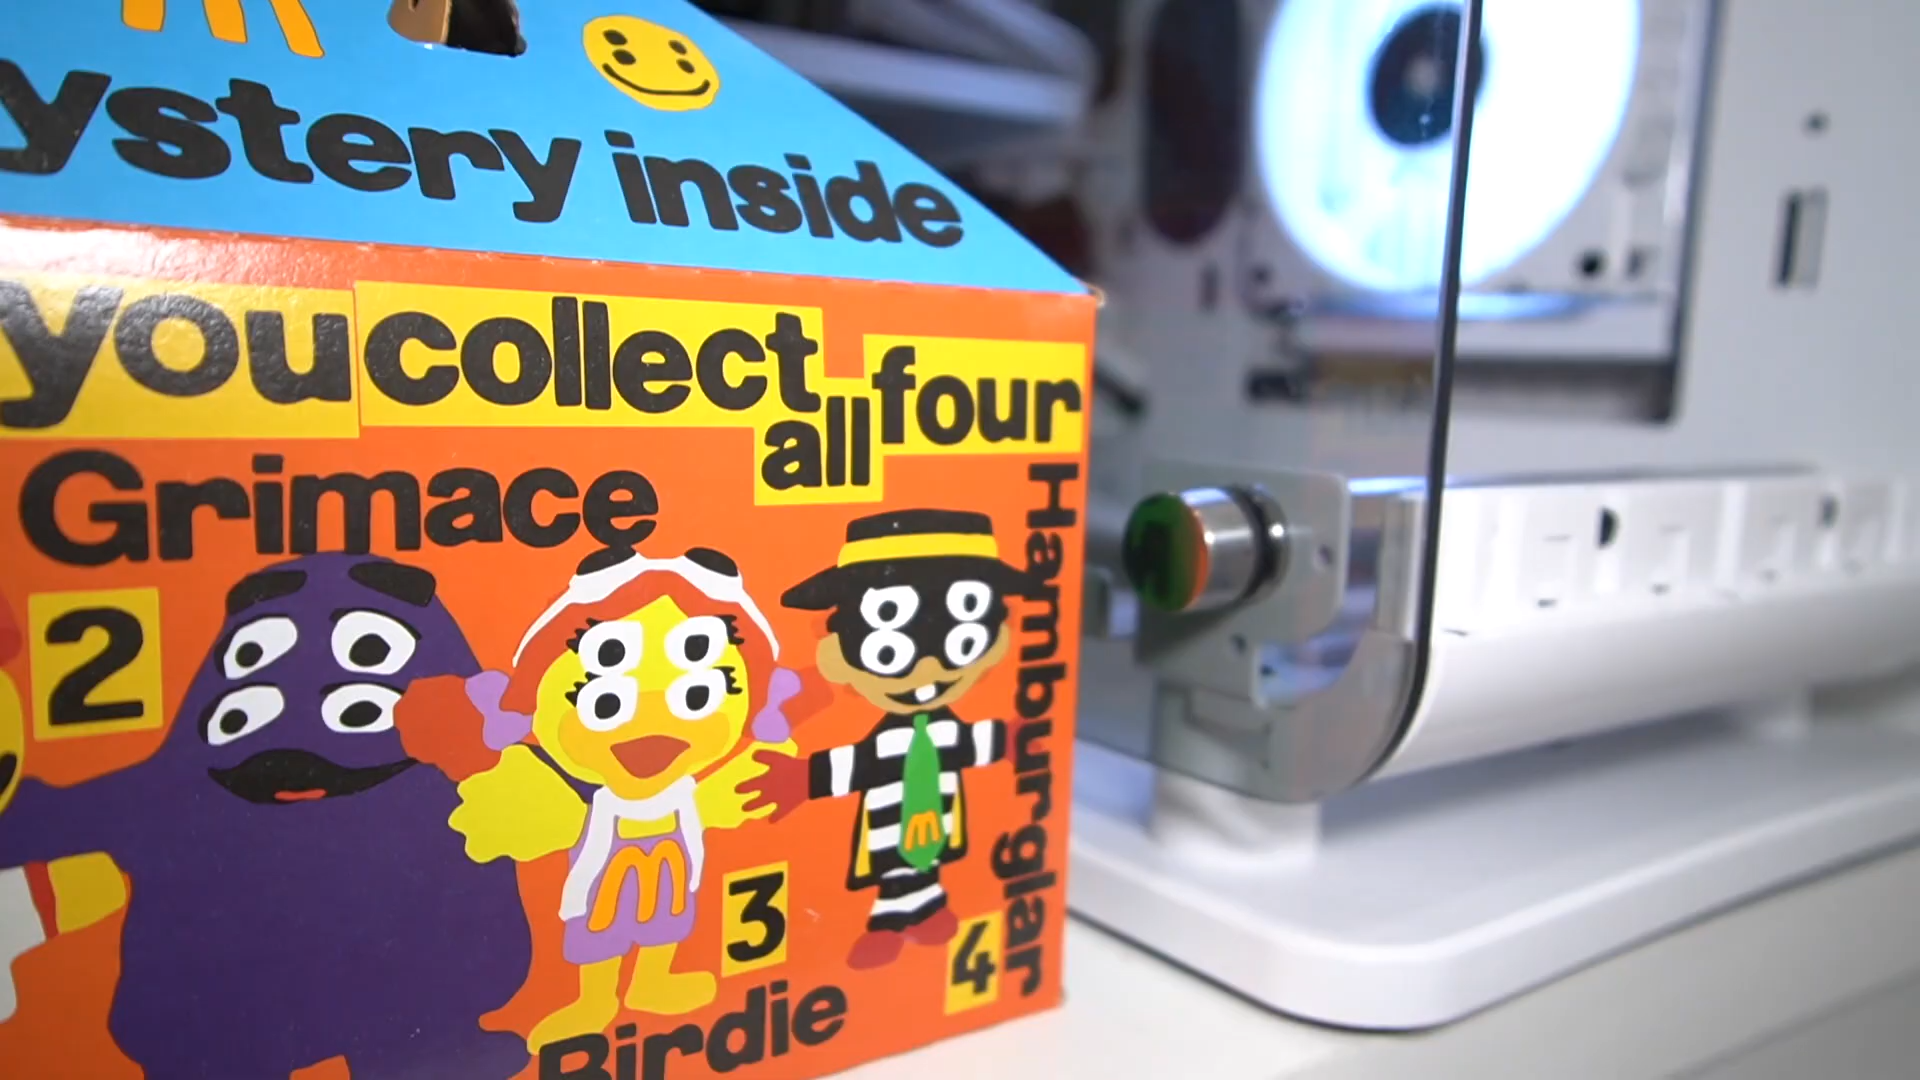 ystery inside
you collect
all four
Grimace
Hamburglar
2
3
4
Birdie